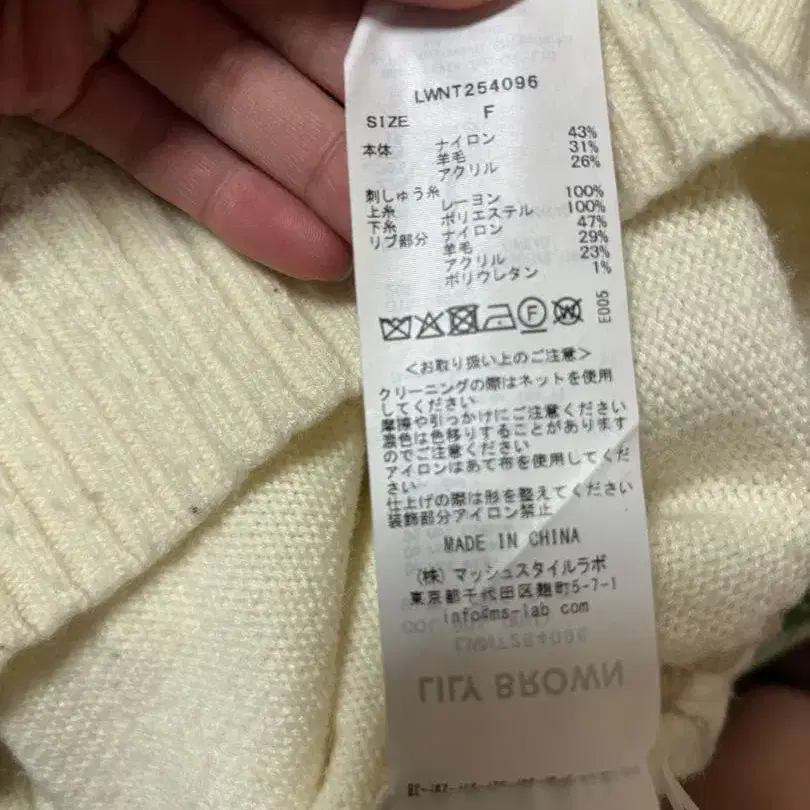 LWNT254096
SIZE F
本体 ナイロン 43%
羊毛 31%
アクリル 26%
刺しゅう糸
上糸 レーヨン 100%
下糸 ポリエステル 100%
リブ部分 ナイロン 47%
羊毛 29%
アクリル 23%
ポリウレタン 1%
F W E005
<お取り扱い上のご注意>
クリーニングの際はネットを使用
してください
摩擦や引っかけにご注意ください
濃色は色移りすることがあります
のでご注意ください
アイロンはあて布を使用してくだ
さい
仕上げの際は形を整えてください
装飾部分アイロン禁止
MADE IN CHINA
(株)マッシュスタイルラボ
東京都千代田区麹町5-7-1
info@ms-lab com
LWNT254096
LILY BROWN